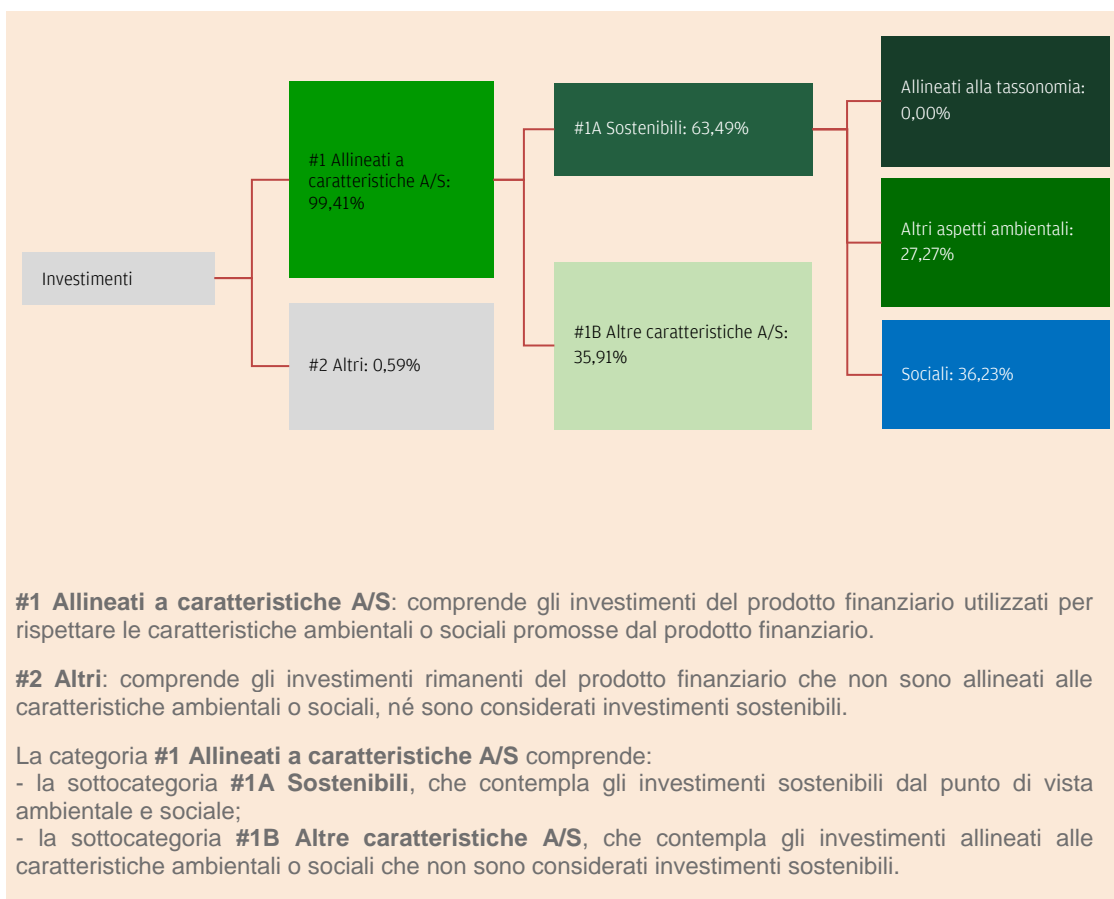 Investimenti
#1 Allineati a
caratteristiche A/S:
99,41%
#2 Altri: 0,59%
#1A Sostenibili: 63,49%
#1B Altre caratteristiche A/S:
35,91%
Allineati alla tassonomia:
0,00%
Altri aspetti ambientali:
27,27%
Sociali: 36,23%
#1 Allineati a caratteristiche A/S: comprende gli investimenti del prodotto finanziario utilizzati per
rispettare le caratteristiche ambientali o sociali promosse dal prodotto finanziario.
#2 Altri: comprende gli investimenti rimanenti del prodotto finanziario che non sono allineati alle
caratteristiche ambientali o sociali, né sono considerati investimenti sostenibili.
La categoria #1 Allineati a caratteristiche A/S comprende:
- la sottocategoria #1A Sostenibili, che contempla gli investimenti sostenibili dal punto di vista
ambientale e sociale;
- la sottocategoria #1B Altre caratteristiche A/S, che contempla gli investimenti allineati alle
caratteristiche ambientali o sociali che non sono considerati investimenti sostenibili.